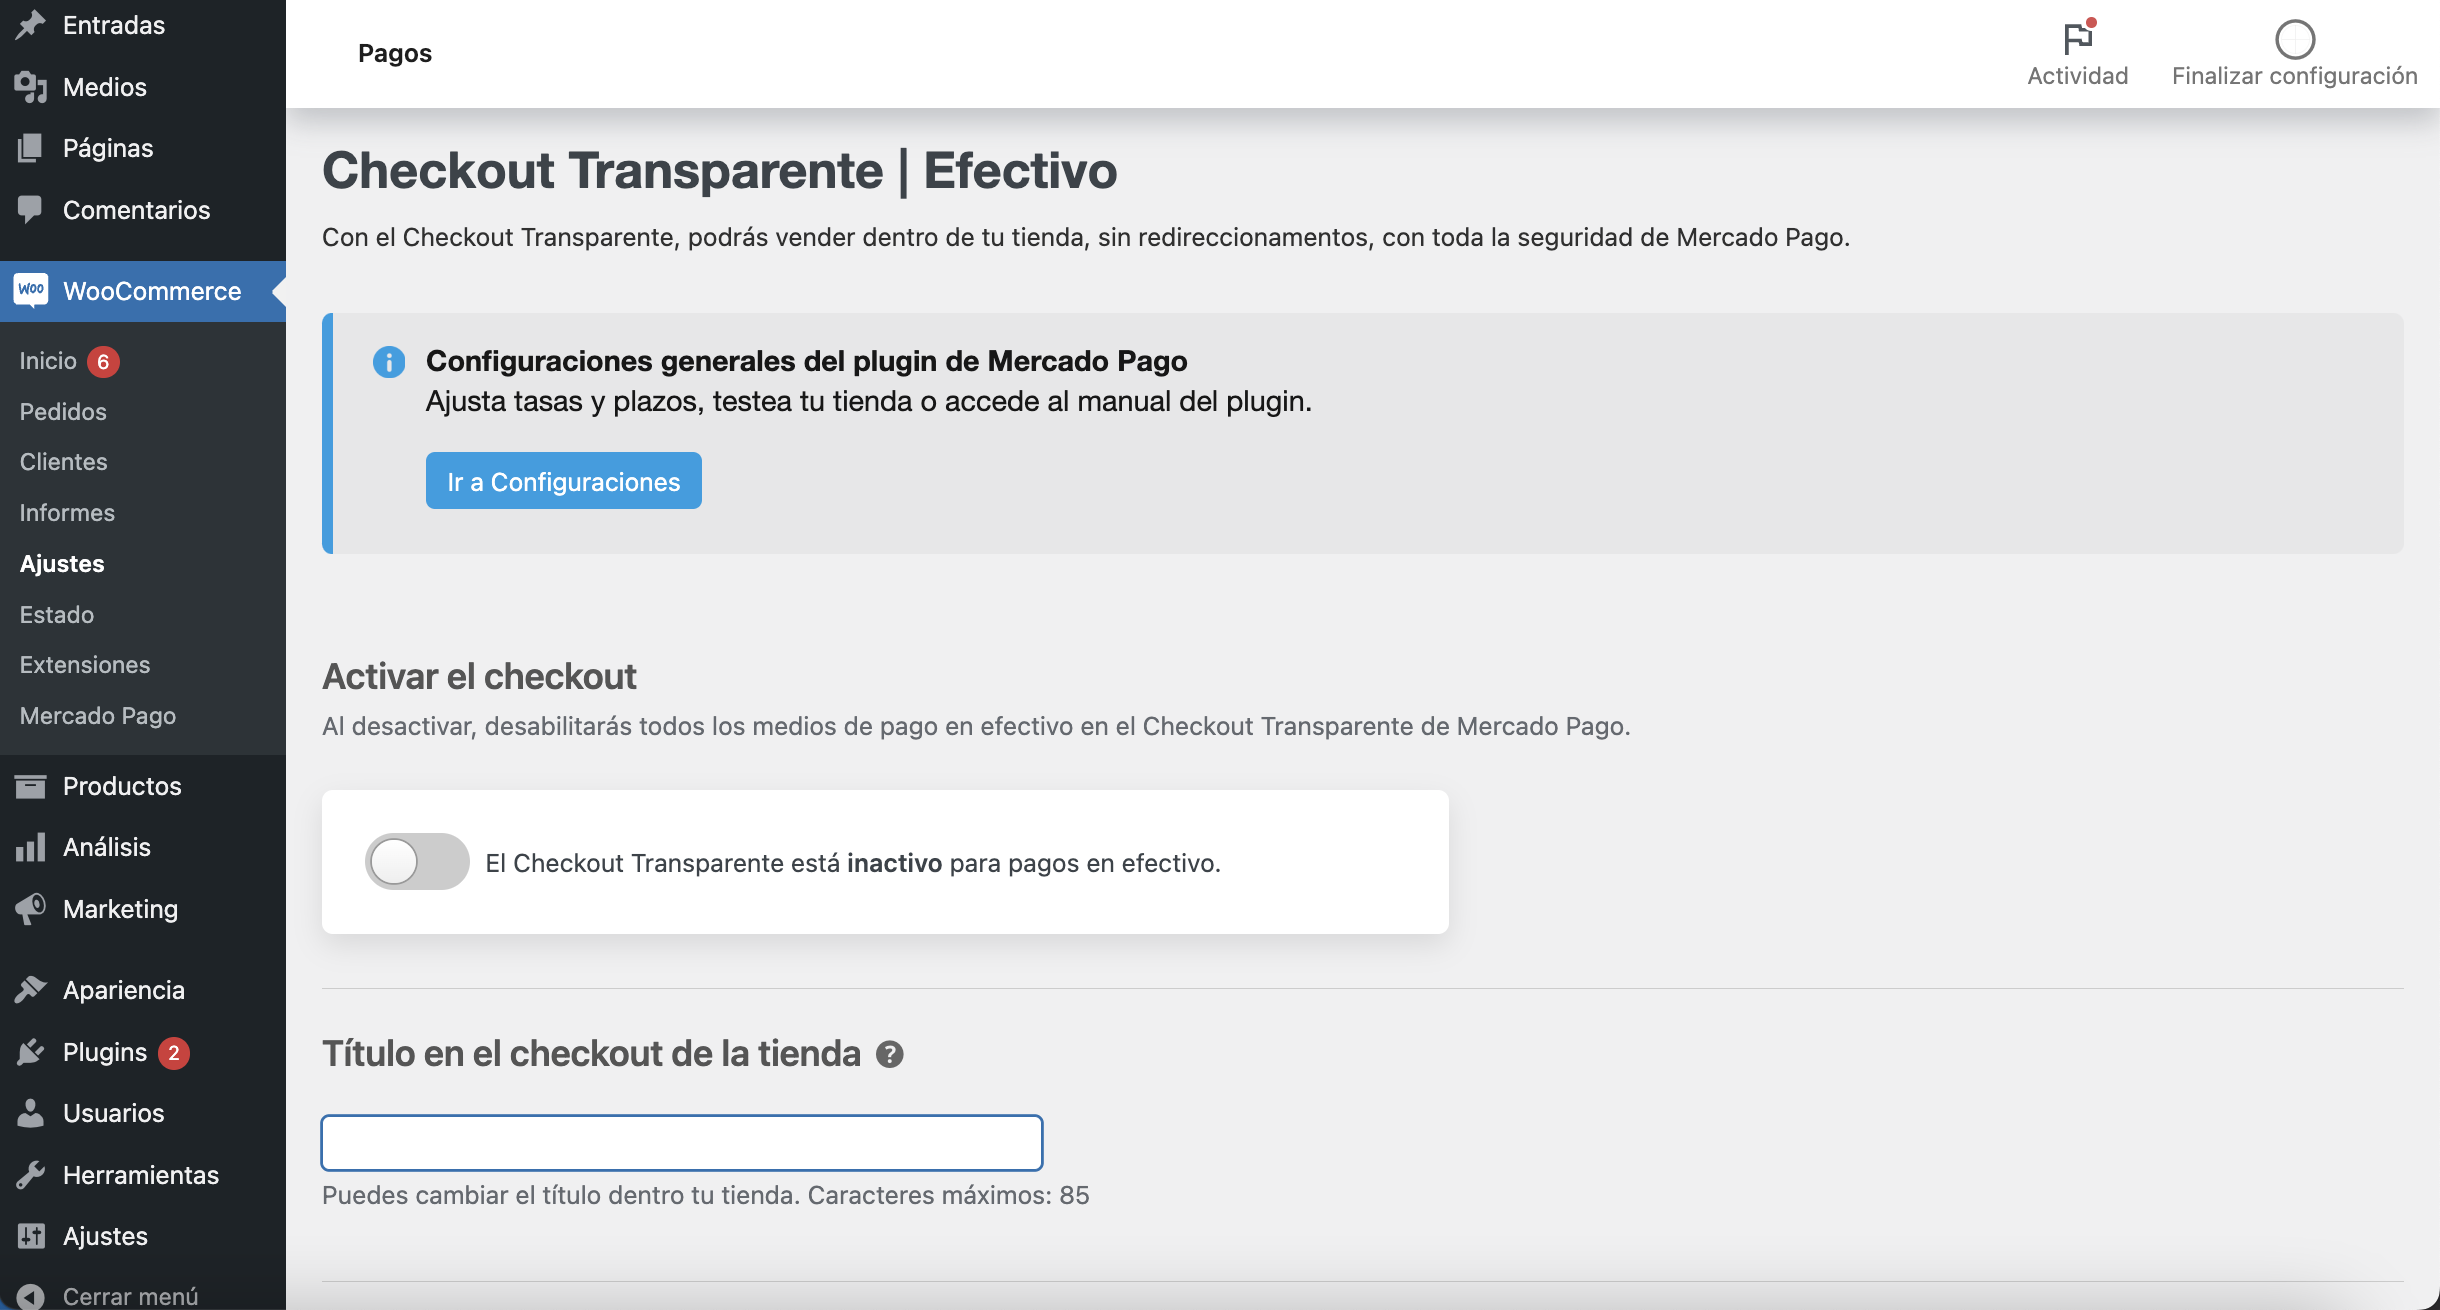 Entradas
Medios
Páginas
Comentarios
Woo
WooCommerce
Inicio 6
Pedidos
Clientes
Informes
Ajustes
Estado
Extensiones
Mercado Pago
Productos
Análisis
Marketing
Apariencia
Plugins 2
Usuarios
Herramientas
Ajustes
Cerrar menú
Pagos
Actividad
Finalizar configuración
Checkout Transparente | Efectivo
Con el Checkout Transparente, podrás vender dentro de tu tienda, sin redireccionamentos, con toda la seguridad de Mercado Pago.
Configuraciones generales del plugin de Mercado Pago
Ajusta tasas y plazos, testea tu tienda o accede al manual del plugin.
Ir a Configuraciones
Activar el checkout
Al desactivar, desabilitarás todos los medios de pago en efectivo en el Checkout Transparente de Mercado Pago.
El Checkout Transparente está inactivo para pagos en efectivo.
Título en el checkout de la tienda ?
Puedes cambiar el título dentro tu tienda. Caracteres máximos: 85